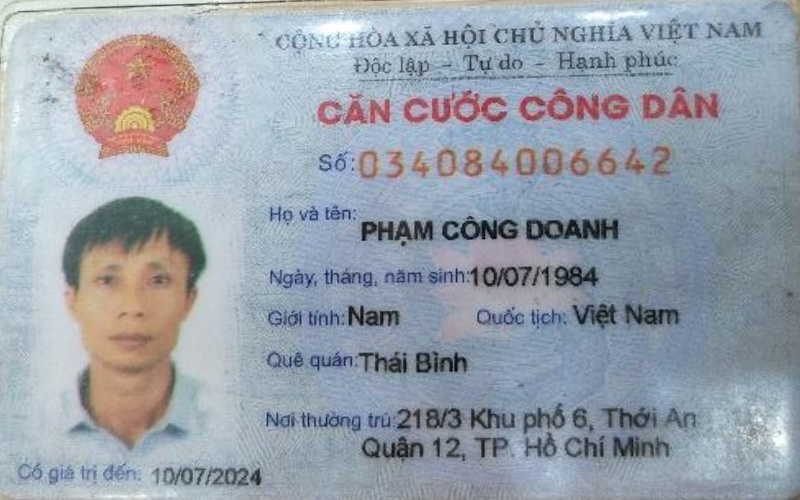 CỘNG HÒA XÃ HỘI CHỦ NGHĨA VIỆT NAM
Độc lập - Tự do - Hạnh phúc
CĂN CƯỚC CÔNG DÂN
Số: 034084006642
Họ và tên: PHẠM CÔNG DOANH
Ngày, tháng, năm sinh: 10/07/1984
Giới tính: Nam Quốc tịch: Việt Nam
Quê quán: Thái Bình
Nơi thường trú: 218/3 Khu phố 6, Thới An
Quận 12, TP. Hồ Chí Minh
Có giá trị đến: 10/07/2024